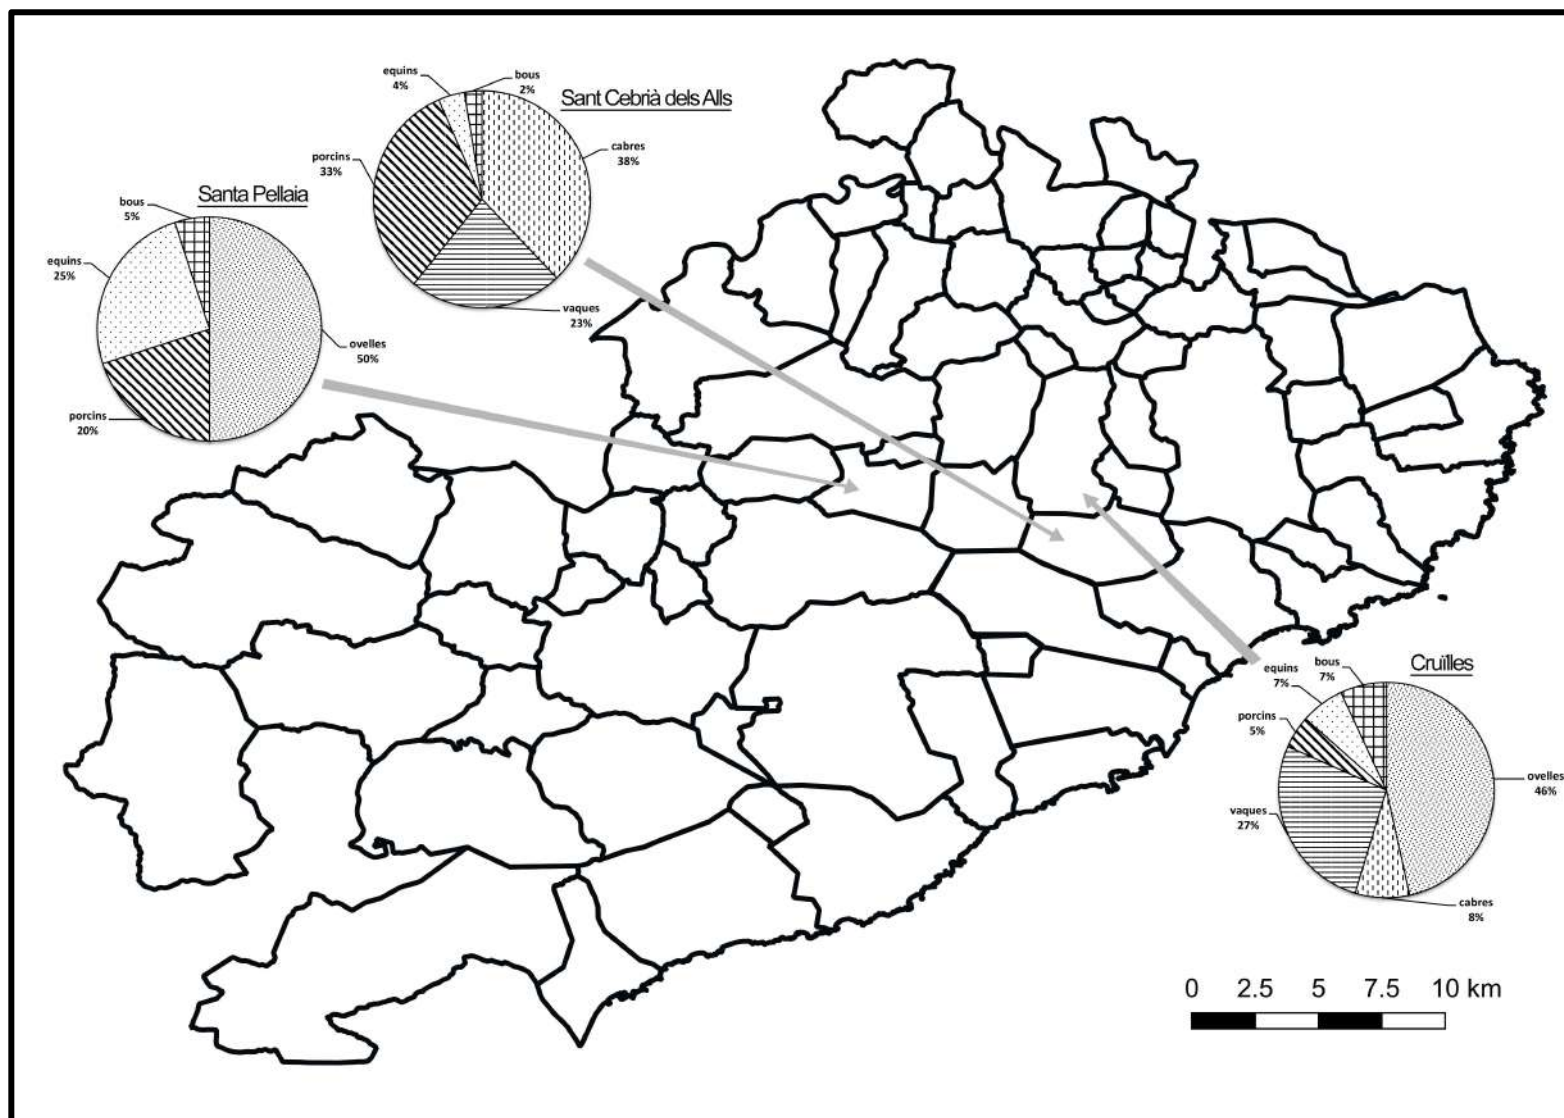 equins
4%
bous
2%
Sant Cebrià dels Alls
cabres
38%
porcins
33%
vaques
23%
Santa Pellaia
bous
5%
equins
25%
ovelles
50%
porcins
20%
Cruïlles
equins
7%
bous
7%
porcins
5%
ovelles
46%
vaques
27%
cabres
8%
0 2.5 5 7.5 10 km